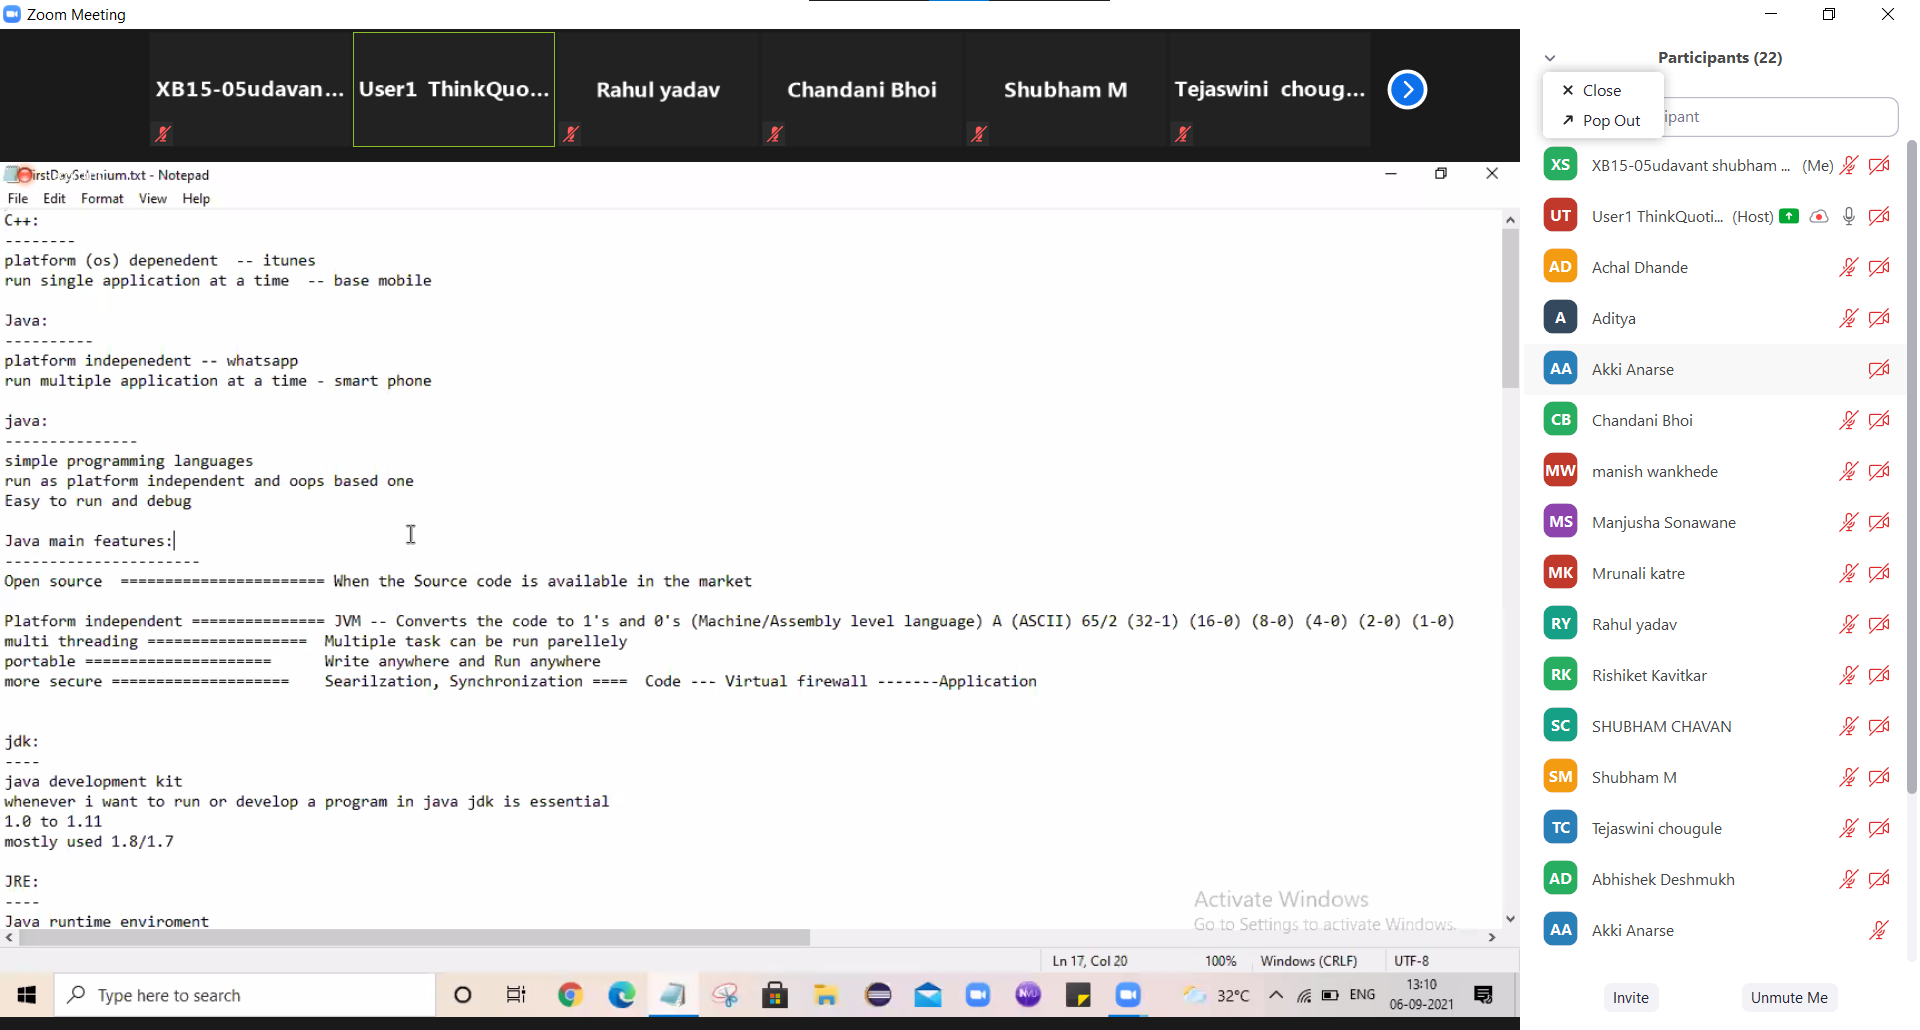 Zoom Meeting
XB15-05udavan...
User1 ThinkQuo...
Rahul yadav
Chandani Bhoi
Shubham M
Tejaswini choug...
irstDaySelenium.txt - Notepad
File Edit Format View Help
C++:
--------
platform (os) depenedent -- itunes
run single application at a time -- base mobile
Java:
----------
platform indepenedent -- whatsapp
run multiple application at a time - smart phone
java:
---------------
simple programming languages
run as platform independent and oops based one
Easy to run and debug
Java main features:
----------------------
Open source ======================= When the Source code is available in the market
Platform independent =============== JVM -- Converts the code to 1's and 0's (Machine/Assembly level language) A (ASCII) 65/2 (32-1) (16-0) (8-0) (4-0) (2-0) (1-0)
multi threading ================== Multiple task can be run parellely
portable ===================== Write anywhere and Run anywhere
more secure ==================== Searilzation, Synchronization ==== Code --- Virtual firewall -------Application
jdk:
----
java development kit
whenever i want to run or develop a program in java jdk is essential
1.0 to 1.11
mostly used 1.8/1.7
JRE:
----
Java runtime enviroment
Activate Windows
Go to Settings to activate Windows.
Ln 17, Col 20 100% Windows (CRLF) UTF-8
Type here to search
32°C
ENG
13:10
06-09-2021
Participants (22)
Close
Pop Out
ipant
XS XB15-05udavant shubham ... (Me)
UT User1 ThinkQuoti... (Host)
AD Achal Dhande
A Aditya
AA Akki Anarse
CB Chandani Bhoi
MW manish wankhede
MS Manjusha Sonawane
MK Mrunali katre
RY Rahul yadav
RK Rishiket Kavitkar
SC SHUBHAM CHAVAN
SM Shubham M
TC Tejaswini chougule
AD Abhishek Deshmukh
AA Akki Anarse
Invite Unmute Me